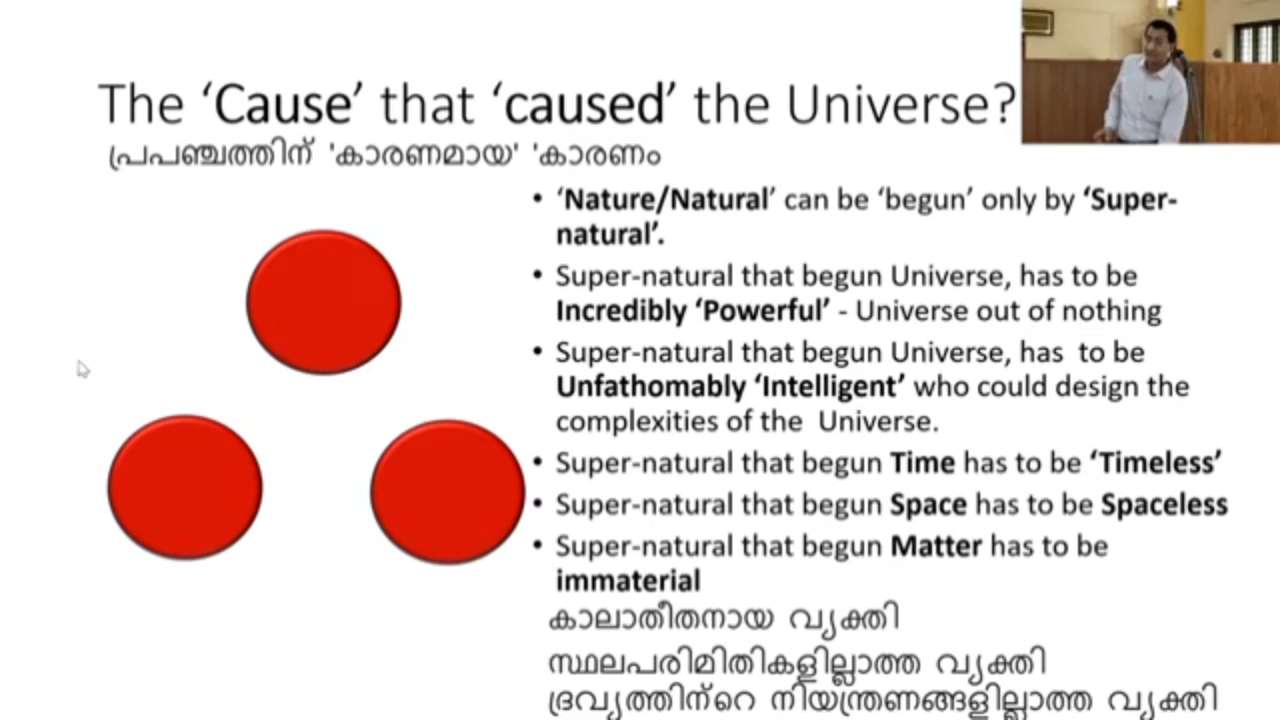 The ‘Cause’ that ‘caused’ the Universe?
പ്രപഞ്ചത്തിന് 'കാരണമായ' 'കാരണം
• ‘Nature/Natural’ can be ‘begun’ only by ‘Super-
natural’.
• Super-natural that begun Universe, has to be
Incredibly ‘Powerful’ - Universe out of nothing
• Super-natural that begun Universe, has to be
Unfathomably ‘Intelligent’ who could design the
complexities of the Universe.
• Super-natural that begun Time has to be ‘Timeless’
• Super-natural that begun Space has to be Spaceless
• Super-natural that begun Matter has to be
immaterial
കാലാതീതനായ വ്യക്തി
സ്ഥലപരിമിതികളില്ലാത്ത വ്യക്തി
ദ്രവ്യത്തിന്റെ നിയന്ത്രണങ്ങളില്ലാത്ത വ്യക്തി